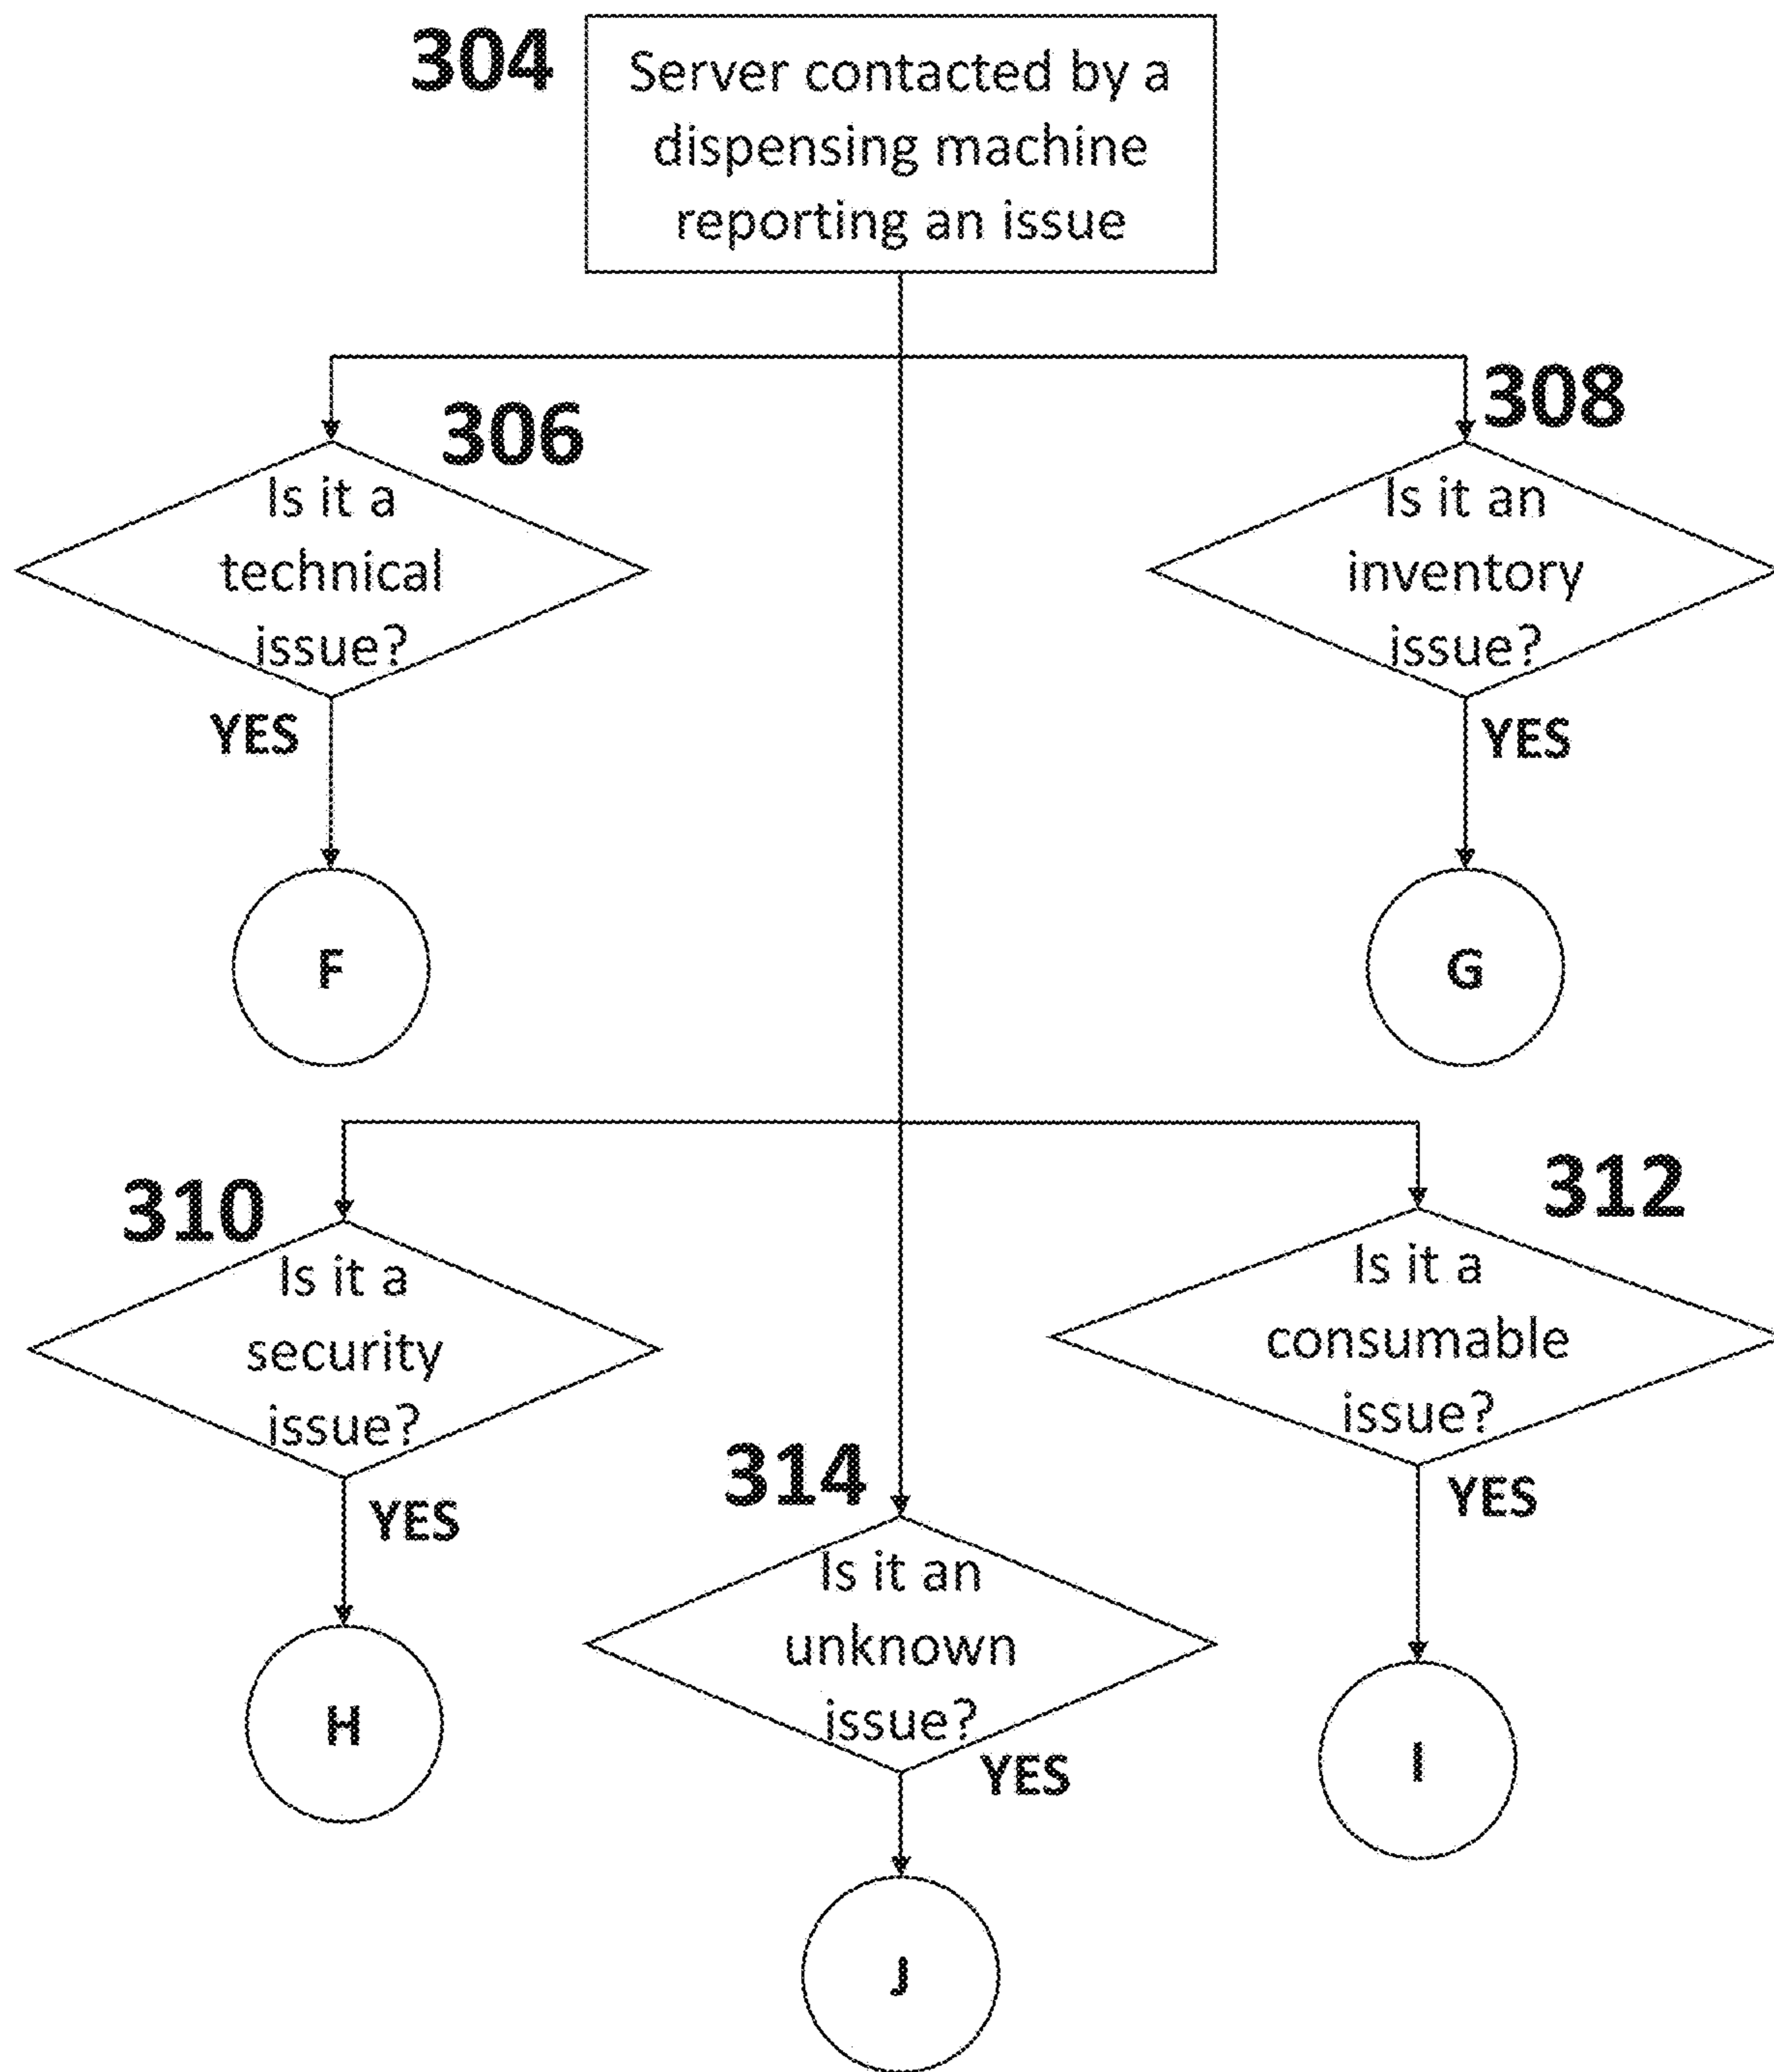 304
Server contacted by a
dispensing machine
reporting an issue
306
Is it a
technical
issue?
YES
F
308
Is it an
inventory
issue?
YES
G
310
Is it a
security
issue?
YES
H
314
Is it an
unknown
issue?
YES
J
312
Is it a
consumable
issue?
YES
I